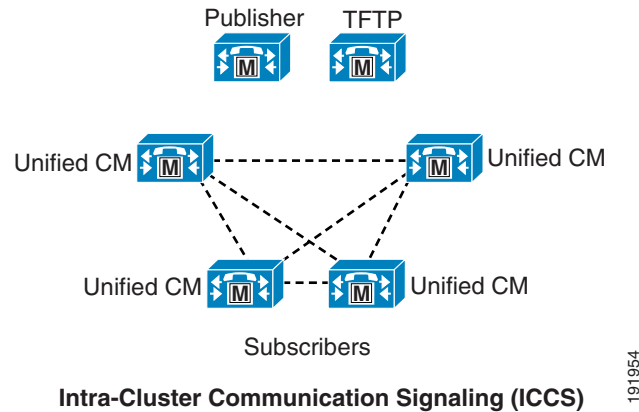 Publisher TFTP
M M
Unified CM M M Unified CM
Unified CM M M Unified CM
Subscribers
Intra-Cluster Communication Signaling (ICCS)
191954